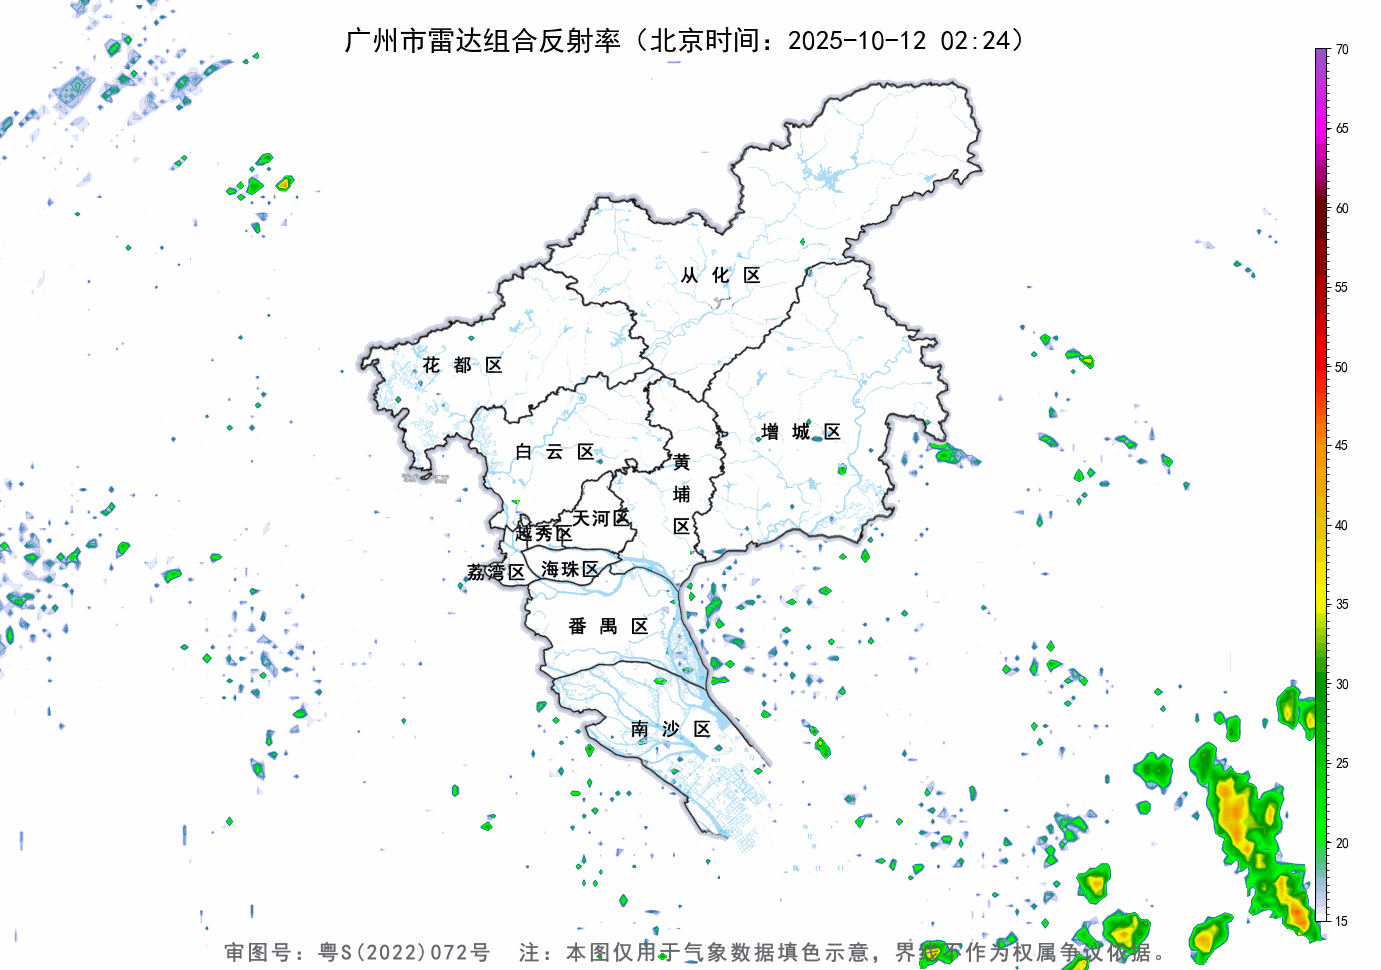 广州市雷达组合反射率（北京时间：2025-10-12 02:24）
70
65
60
55
50
45
40
35
30
25
20
15
从化区
花都区
增城区
白云区
黄埔区
天河区
越秀区
荔湾区
海珠区
番禺区
南沙区
审图号：粤S(2022)072号 注：本图仅用于气象数据填色示意，界线不作为权属争议依据。